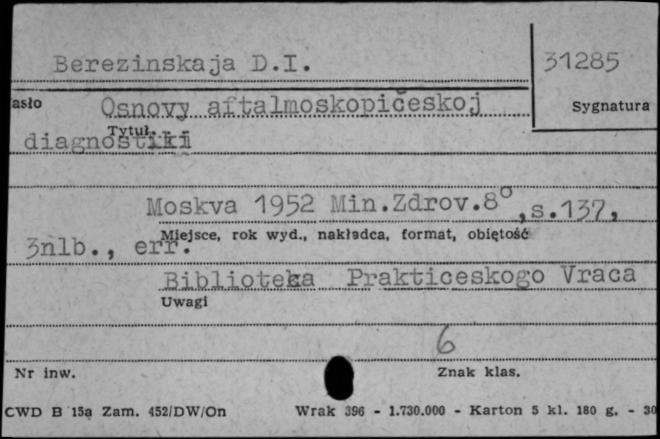 Berezinskaja D.I.
31285
asło
Osnovy aftalmoskopičeskoj
Sygnatura
Tytuł.
diagnostiki
Moskva 1952 Min.Zdrov.8°,s.137,
Miejsce, rok wyd., nakładca, format, obiętość
3nlb., err.
Biblioteka Prakticeskogo Vraca
Uwagi
6
Nr inw.
Znak klas.
CWD B 15a Zam. 452/DW/On Wrak 396 - 1.730.000 - Karton 5 kl. 180 g. - 30